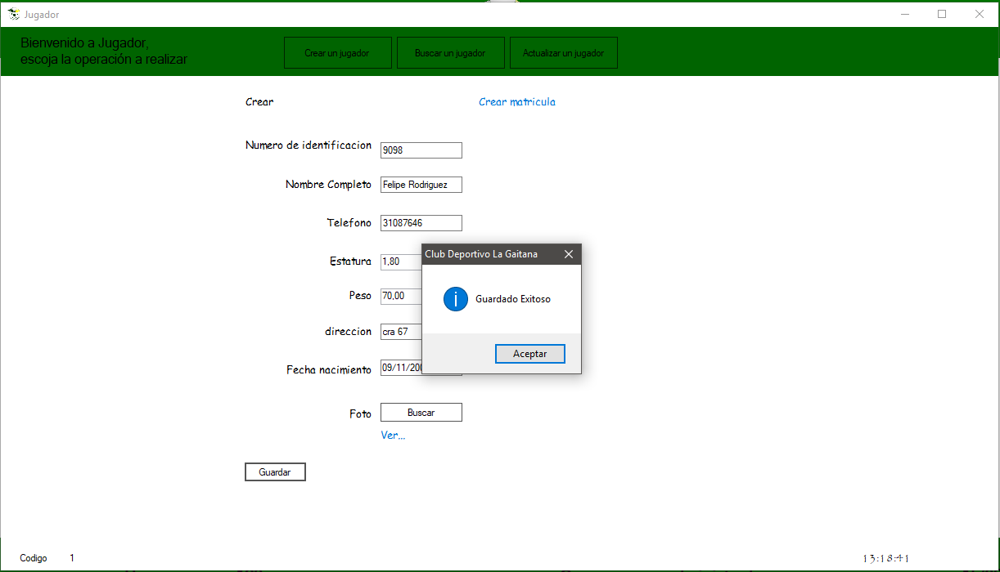 Jugador
Bienvenido a Jugador,
escoja la operación a realizar
Crear un jugador
Buscar un jugador
Actualizar un jugador
Crear
Crear matricula
Numero de identificacion
9098
Nombre Completo
Felipe Rodriguez
Telefono
31087646
Estatura
1,80
Peso
70,00
direccion
cra 67
Fecha nacimiento
09/11/200
Foto
Buscar
Ver...
Guardar
Club Deportivo La Gaitana
Guardado Exitoso
Aceptar
Codigo 1
13:18:41